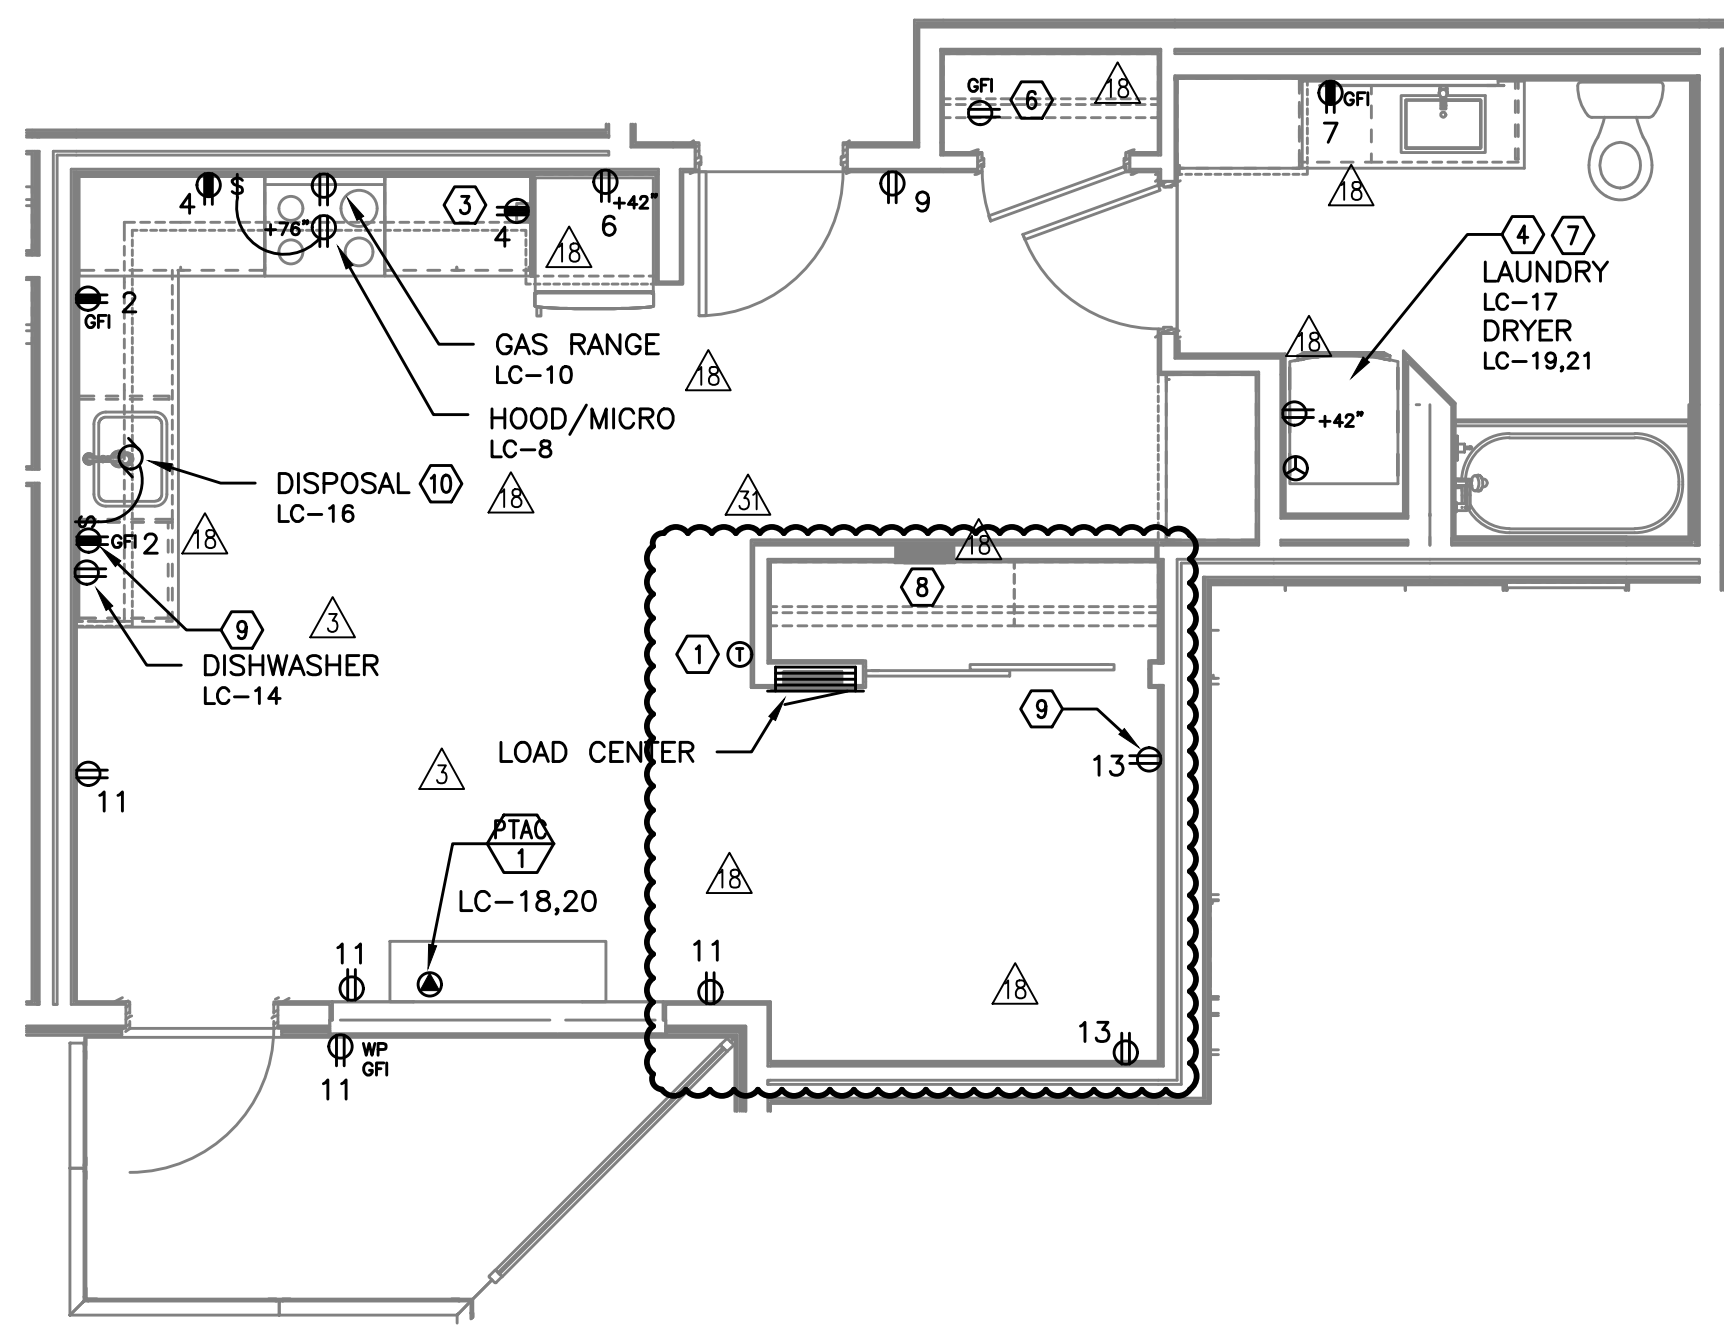 GFI
6
18
GFI
7
18
4
S
3
4
+42"
6
18
9
+76"
4 7
LAUNDRY
LC-17
DRYER
LC-19,21
2
GFI
GAS RANGE
LC-10
18
18
HOOD/MICRO
LC-8
+42"
DISPOSAL 10
LC-16
18
31
S
GFI 2
18
18
8
3
9
DISHWASHER
LC-14
1 T
9
LOAD CENTER
13
3
11
PTAC
1
18
LC-18,20
11
11
18
13
WP
GFI
11